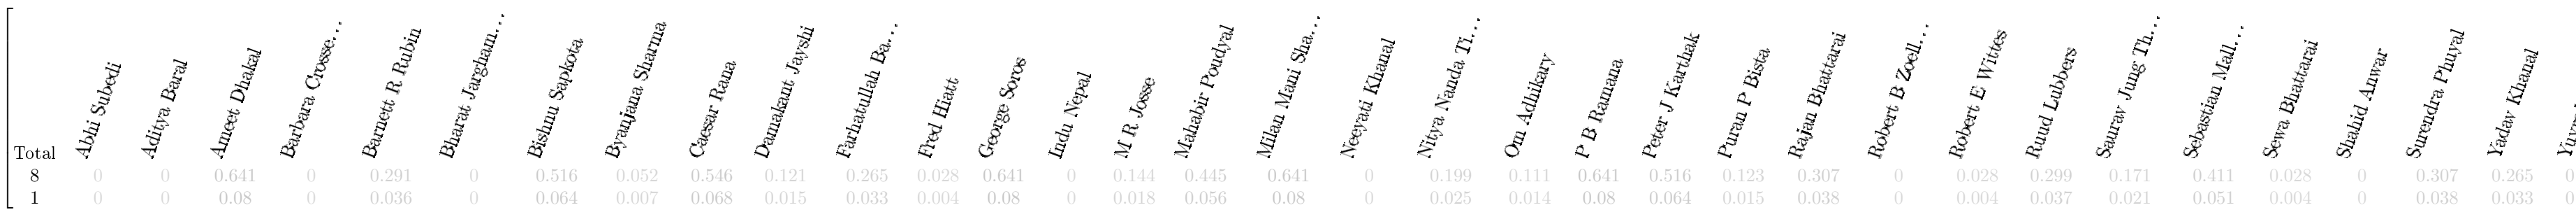 Total Abhi Subedi Aditya Baral Ameet Dhakal Barbara Crosse... Barnett R Rubin Bharat Jargham... Bishnu Sapkota Byanjana Sharma Caesar Rana Damakant Jayshi Farhatullah Ba... Fred Hiatt George Soros Indu Nepal M R Josse Mahabir Poudyal Milan Mani Sha... Neeyati Khanal Nitya Nanda Ti... Om Adhikary P B Ramana Peter J Karthak Puran P Bista Rajan Bhattarai Robert B Zoell... Robert E Wittes Ruud Lubbers Saurav Jung Th... Sebastian Mall... Sewa Bhattarai Shahid Anwar Surendra Phuyal Yadav Khanal
8 0 0 0.641 0 0.291 0 0.516 0.052 0.546 0.121 0.265 0.028 0.641 0 0.144 0.445 0.641 0 0.199 0.111 0.641 0.516 0.123 0.307 0 0.028 0.299 0.171 0.411 0.028 0 0.307 0.265
1 0 0 0.08 0 0.036 0 0.064 0.007 0.068 0.015 0.033 0.004 0.08 0 0.018 0.056 0.08 0 0.025 0.014 0.08 0.064 0.015 0.038 0 0.004 0.037 0.021 0.051 0.004 0 0.038 0.033